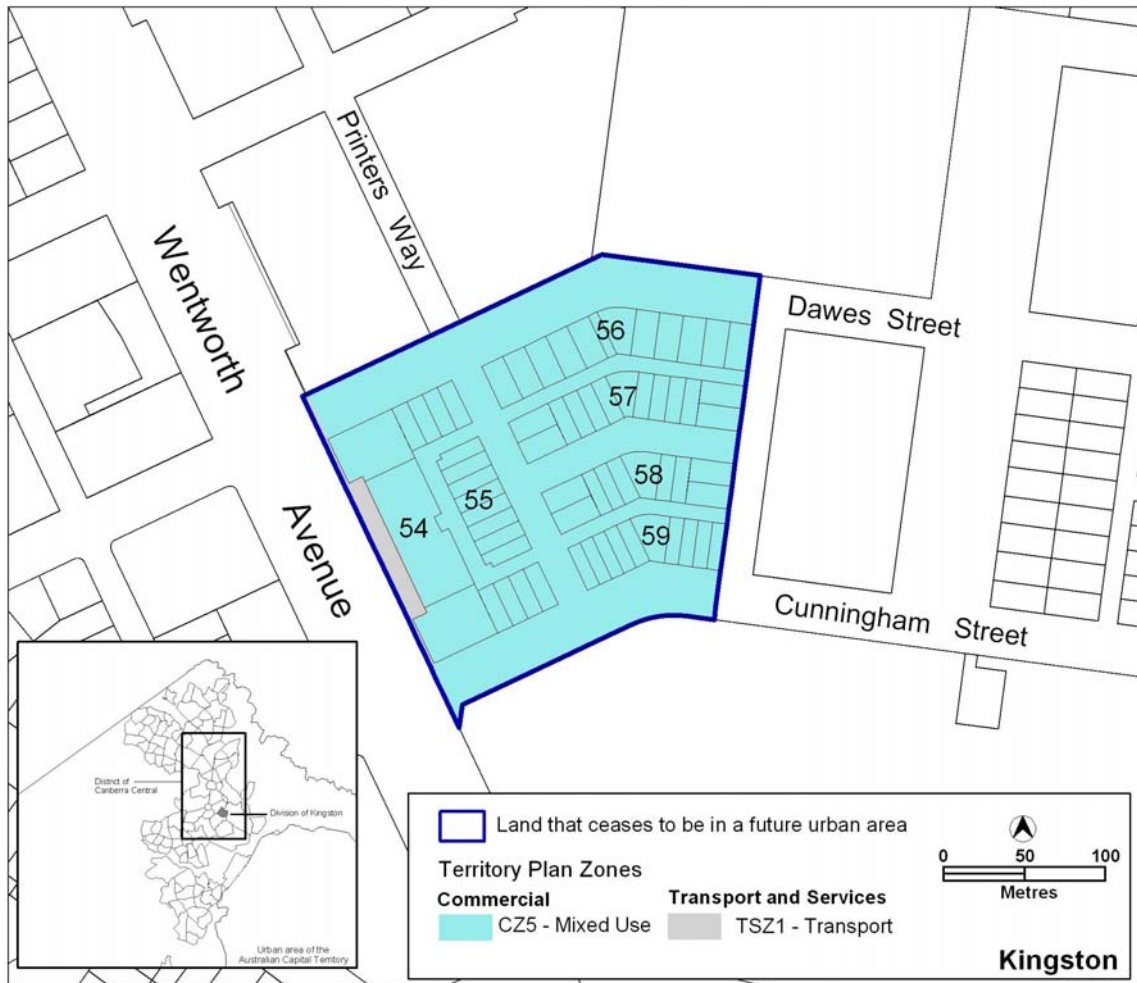 Printers Way
Wentworth
Avenue
Dawes Street
Cunningham Street
56
57
58
55
54
59
District of
Canberra Central
Division of Kingston
Urban area of the
Australian Capital Territory
Land that ceases to be in a future urban area
Territory Plan Zones
Commercial
CZ5 - Mixed Use
Transport and Services
TSZ1 - Transport
0 50 100
Metres
Kingston